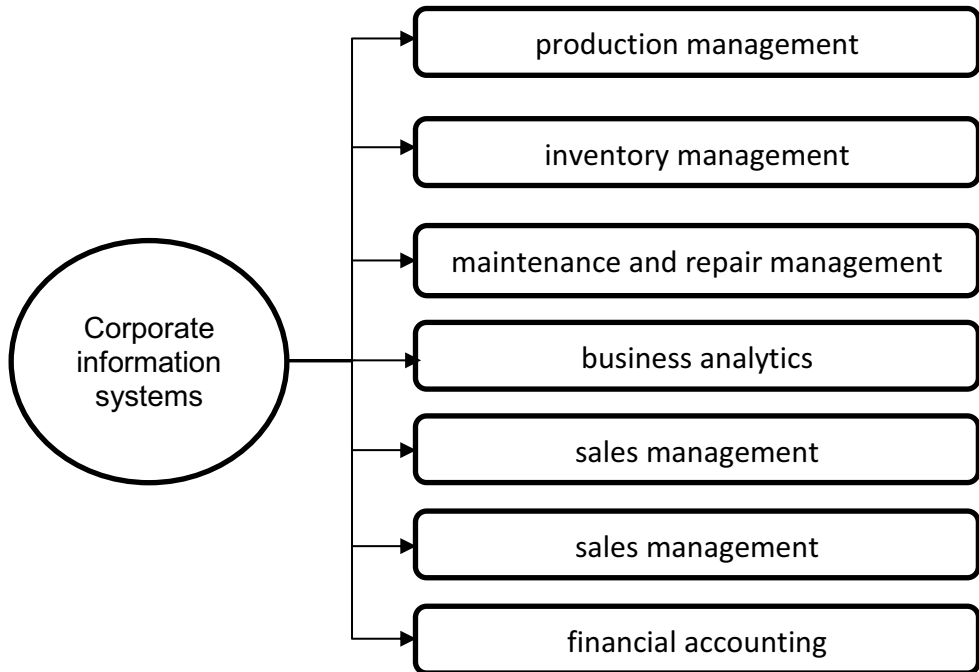 Corporate
information
systems
production management
inventory management
maintenance and repair management
business analytics
sales management
sales management
financial accounting